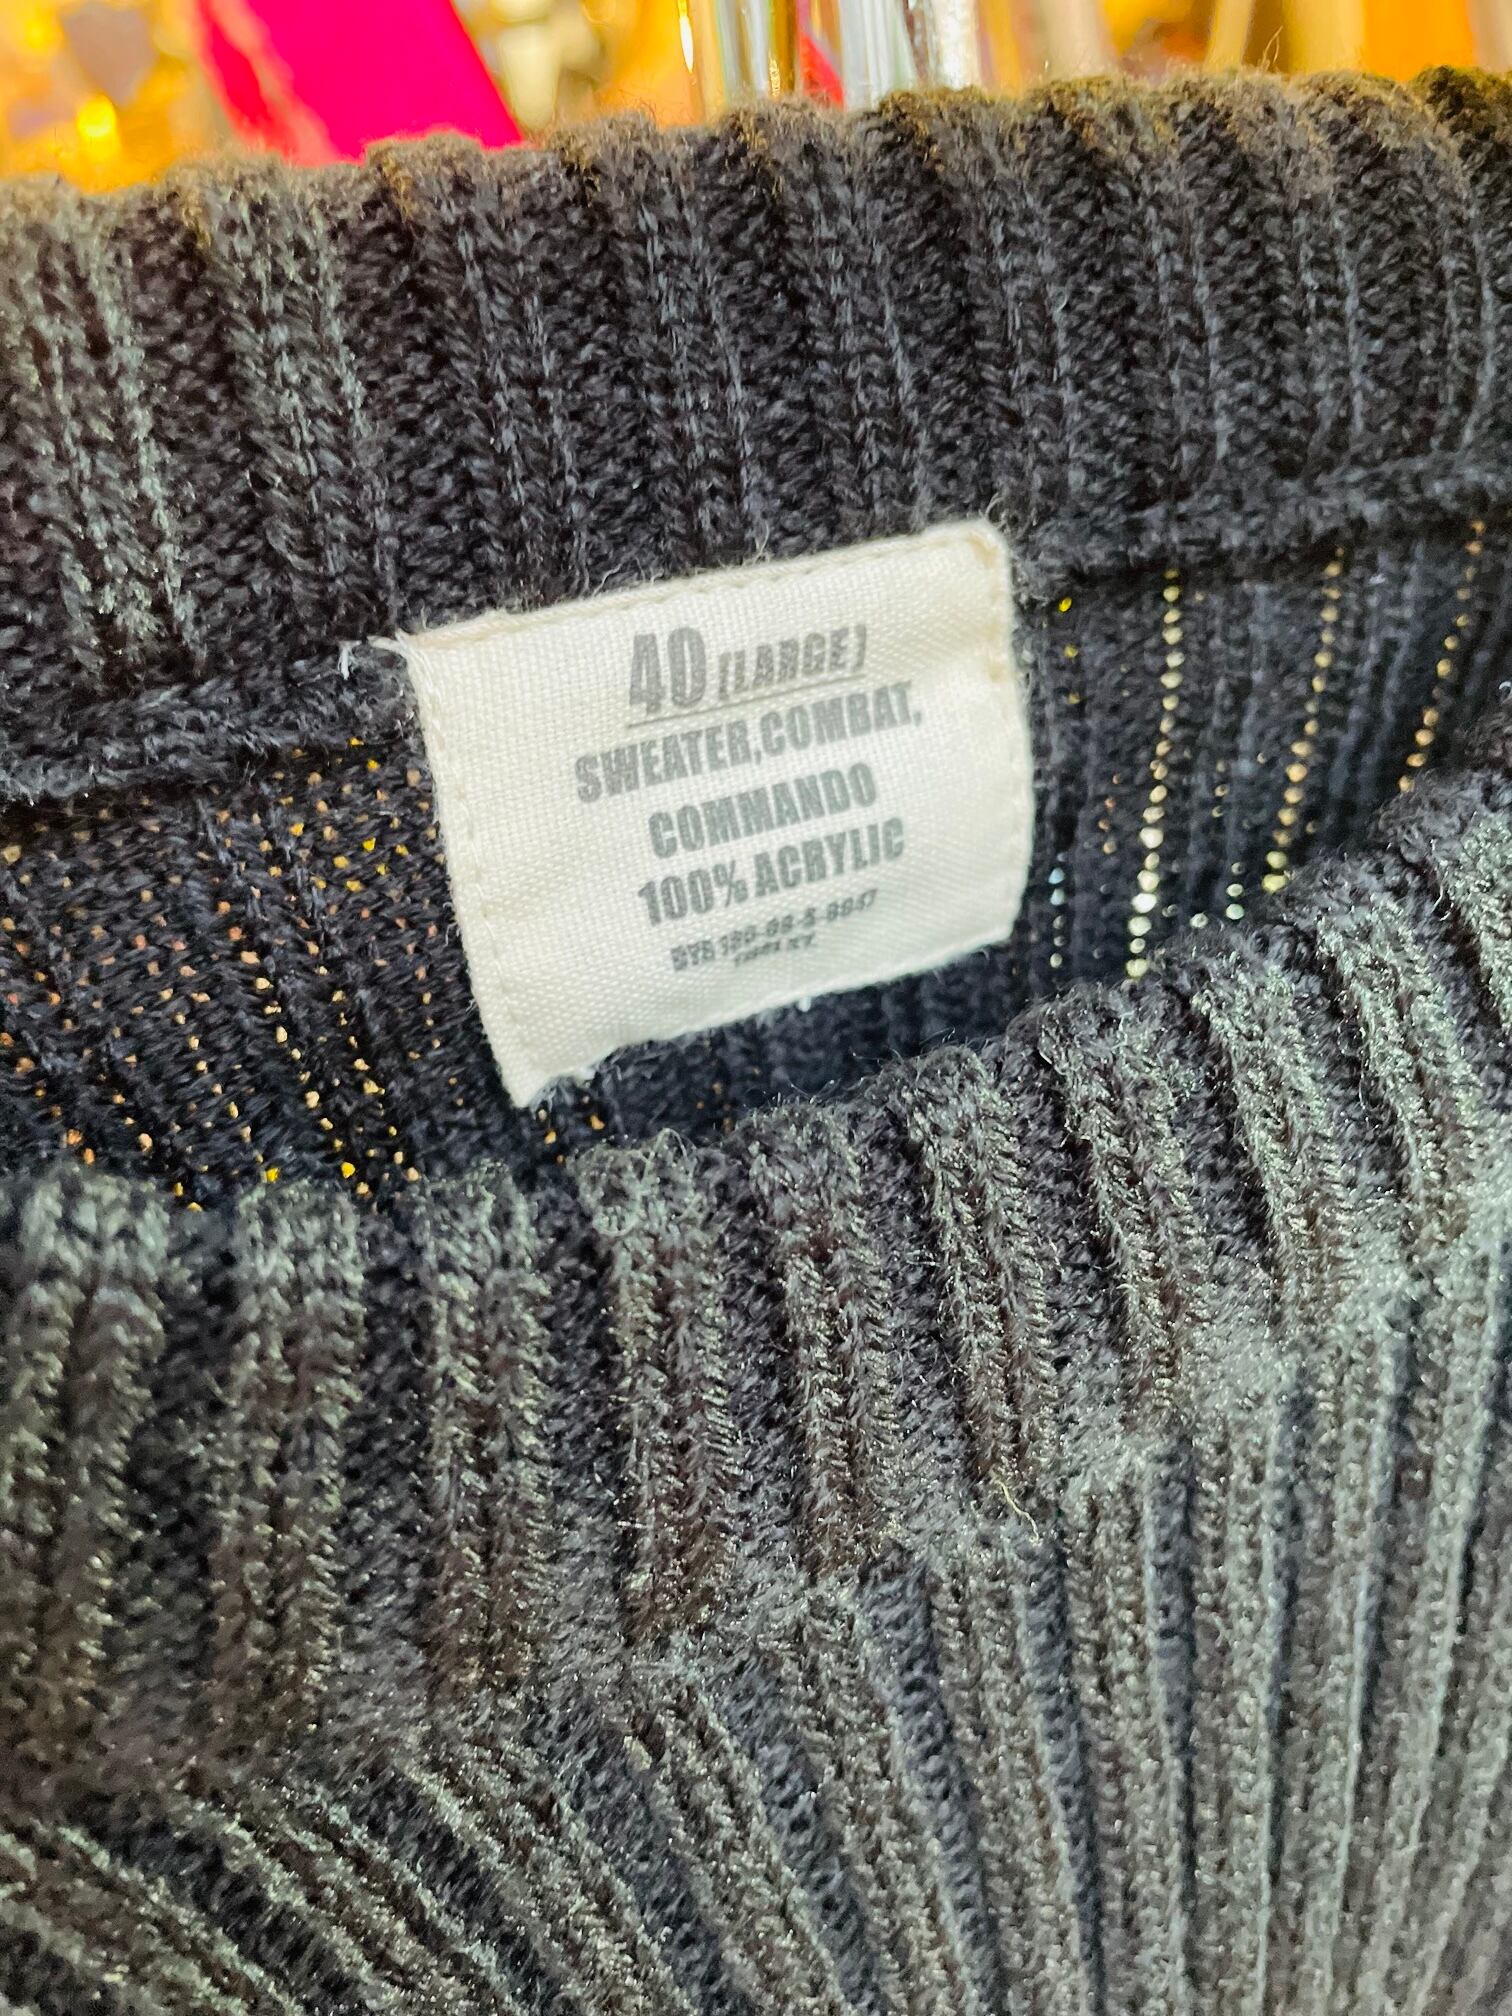 40 [LARGE]
SWEATER,COMBAT,
COMMANDO
100% ACRYLIC